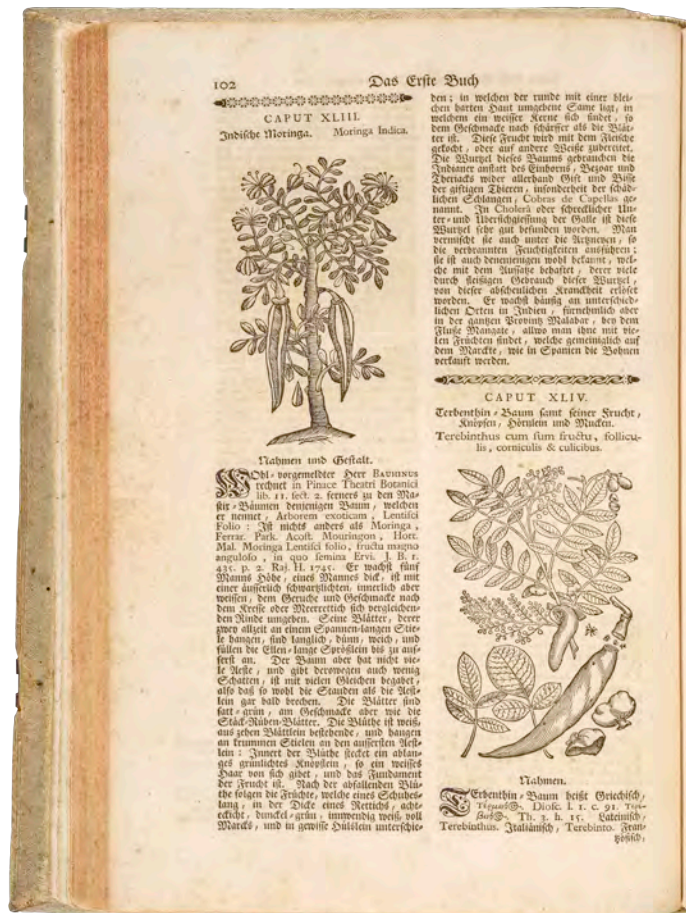 102
Das Erste Buch
CAPUT XLIII.
Indische Moringa. Moringa Indica.
Nahmen und Gestalt.
WObl-vorgemeldter Herr BAUHINUS
rechnet in Pinace Theatri Botanici
lib. 11. sect. 2. ferners zu den Ma-
stix-Bäumen denjenigen Baum, welchen
er nennet, Arborem exoticam, Lentisci
Folio: Ist nichts anders als Moringa,
Ferrar. Park. Acost. Mouringou, Hort.
Mal. Moringa Lentisci folio, fructu magno
anguloso, in quo semina Ervi. J. B. 1.
435. p. 2. Raj. H. 1745. Er wachst fünf
Manns Höhe, eines Mannes dick, ist mit
einer äusserlich schwartzlichten, innerlich aber
weissen, dem Geruche und Geschmacke nach
dem Kresse oder Meerrettich sich vergleichen-
den Rinde umgeben. Seine Blätter, derer
zwey allzeit an einem Spannen-langen Stie-
le hangen, sind langlich, dünn, weich, und
füllen die Ellen-lange Sprößlein bis zu aus-
serst an. Der Baum aber hat nicht vie-
le Aeste, und gibt derowegen auch wenig
Schatten, ist mit vielen Gleichen begabet,
also daß so wohl die Stauden als die Aest-
lein gar bald brechen. Die Blätter sind
satt-grün, am Geschmacke aber wie die
Stäck-Rüben-Blätter. Die Blüthe ist weiß,
aus zehen Blättlein bestehende, und hangen
an krummen Stielen an den aussersten Aest-
lein: Innert der Blüthe stecket ein ablan-
ges grünlichtes Knöpflein, so ein weisses
Haar von sich gibet, und das Fundament
der Frucht ist. Nach der abfallenden Blü-
the folgen die Früchte, welche eines Schuhes-
lang, in der Dicke eines Rettichs, acht-
eckicht, dunckel-grün, inwendig weiß, voll
Marcks, und in gewisse Hülslein unterschie-
den; in welchen der runde mit einer blei-
chen harten Haut umgebene Same ligt, in
welchem ein weisser Kerne sich findet, so
dem Geschmacke nach schärffer als die Blät-
ter ist. Diese Frucht wird mit dem Fleische
gekocht, oder auf andere Weiße zubereitet.
Die Wurtzel dieses Baums gebrauchen die
Indianer anstatt des Einhorns, Bezoar und
Theriacks wider allerhand Gift und Bisse
der giftigen Thieren, insonderheit der schäd-
lichen Schlangen, Cobras de Capellas ge-
nannt. In Cholerâ oder schrecklicher Un-
ter- und Ubersichgiessung der Galle ist diese
Wurtzel sehr gut befunden worden. Man
vermischt sie auch unter die Artzneyen, so
die verbrannten Feuchtigkeiten ausführen;
sie ist auch denenjenigen wohl bekannt, wel-
che mit dem Aussatze behaftet, derer viele
durch fleißigen Gebrauch dieser Wurtzel,
von dieser abscheulichen Kranckheit erlöset
worden. Er wachst häuffig an unterschied-
lichen Orten in Indien, fürnehmlich aber
in der gantzen Provintz Malabar, bey dem
Fluße Mangate, allwo man ihne mit vie-
len Früchten findet, welche gemeiniglich auf
dem Marckte, wie in Spanien die Bohnen
verkauft werden.
CAPUT XLIV.
Terbenthin-Baum samt seiner Frucht,
Knöpfen, Hörnlein und Mucken.
Terebinthus cum sum fructu, follicu-
lis, corniculis & culicibus.
Nahmen.
TErbenthin-Baum heißt Griechisch,
Diosc. l. 1. c. 91.
Th. 3. h. 15. Lateinisch,
Terebinthus. Italiänisch, Terebinto. Fran-
tzösisch,